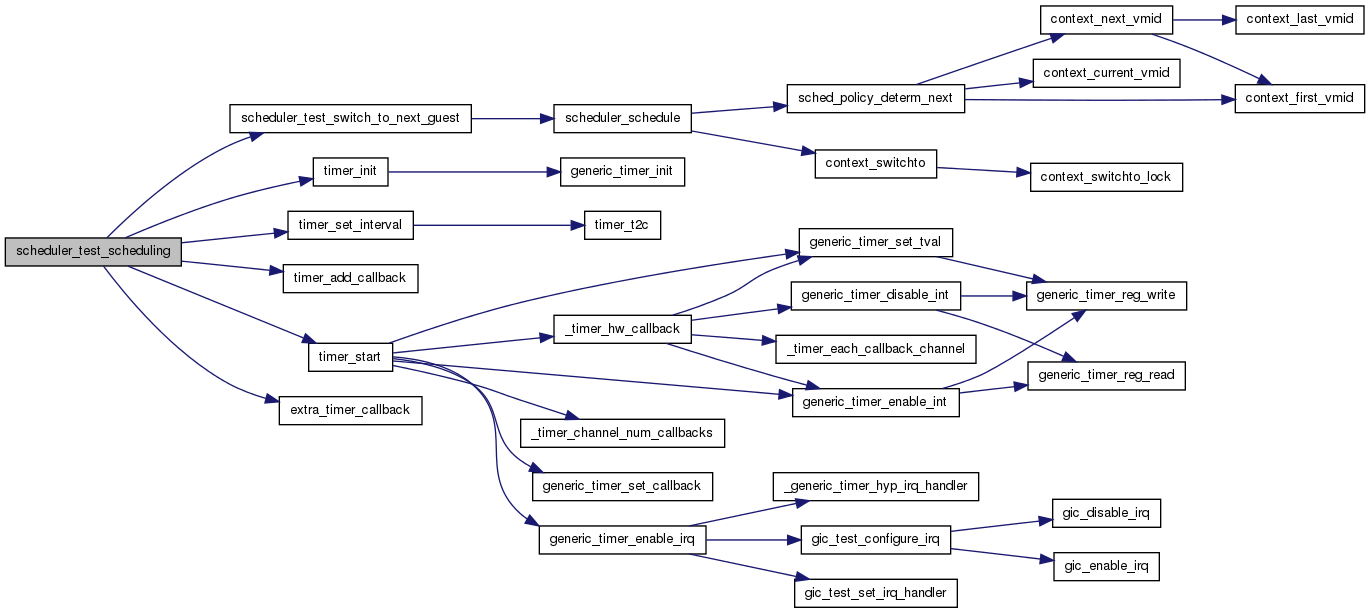 context_next_vmid
context_last_vmid
context_current_vmid
sched_policy_determ_next
context_first_vmid
scheduler_test_switch_to_next_guest
scheduler_schedule
context_switchto
timer_init
generic_timer_init
context_switchto_lock
timer_set_interval
timer_t2c
generic_timer_set_tval
scheduler_test_scheduling
timer_add_callback
generic_timer_disable_int
generic_timer_reg_write
_timer_hw_callback
_timer_each_callback_channel
timer_start
generic_timer_reg_read
generic_timer_enable_int
extra_timer_callback
_timer_channel_num_callbacks
generic_timer_set_callback
_generic_timer_hyp_irq_handler
gic_disable_irq
generic_timer_enable_irq
gic_test_configure_irq
gic_enable_irq
gic_test_set_irq_handler